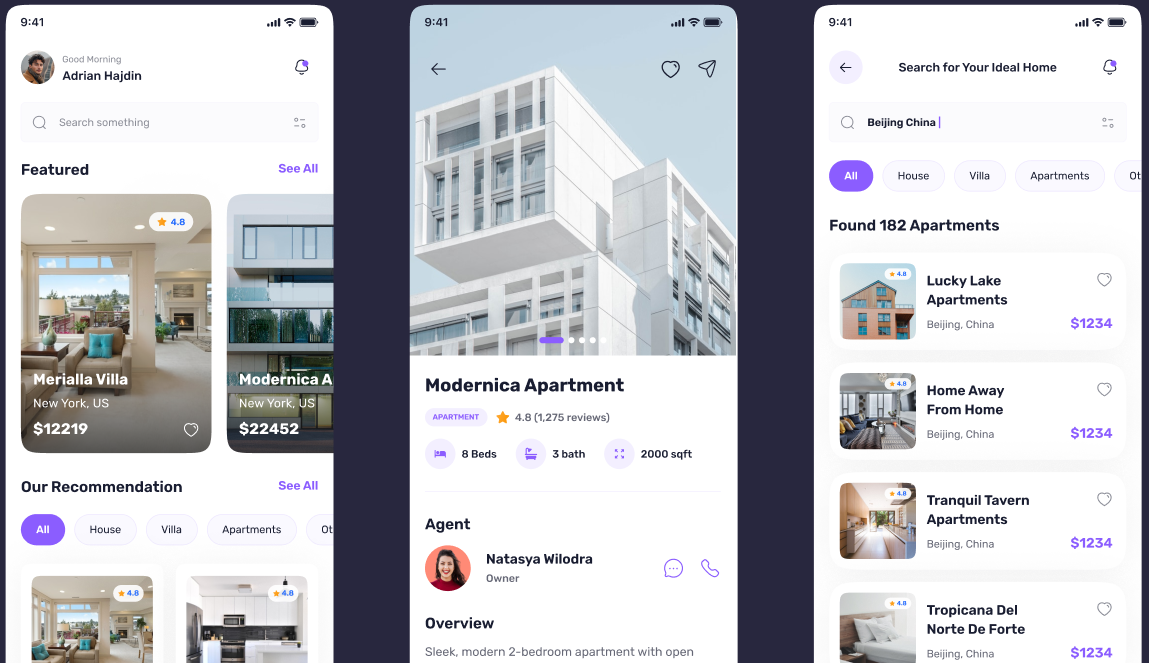 9:41
Good Morning
Adrian Hajdin
Search something
Featured
See All
4.8
Merialla Villa
New York, US
$12219
Modernica A
New York, US
$22452
Our Recommendation
See All
All
House
Villa
Apartments
Ot
4.8
4.8
9:41
Modernica Apartment
APARTMENT
4.8 (1,275 reviews)
8 Beds
3 bath
2000 sqft
Agent
Natasya Wilodra
Owner
Overview
Sleek, modern 2-bedroom apartment with open
9:41
Search for Your Ideal Home
Beijing China
All
House
Villa
Apartments
Ot
Found 182 Apartments
4.8
Lucky Lake
Apartments
Beijing, China
$1234
4.8
Home Away
From Home
Beijing, China
$1234
4.8
Tranquil Tavern
Apartments
Beijing, China
$1234
4.8
Tropicana Del
Norte De Forte
Beijing, China
$1234